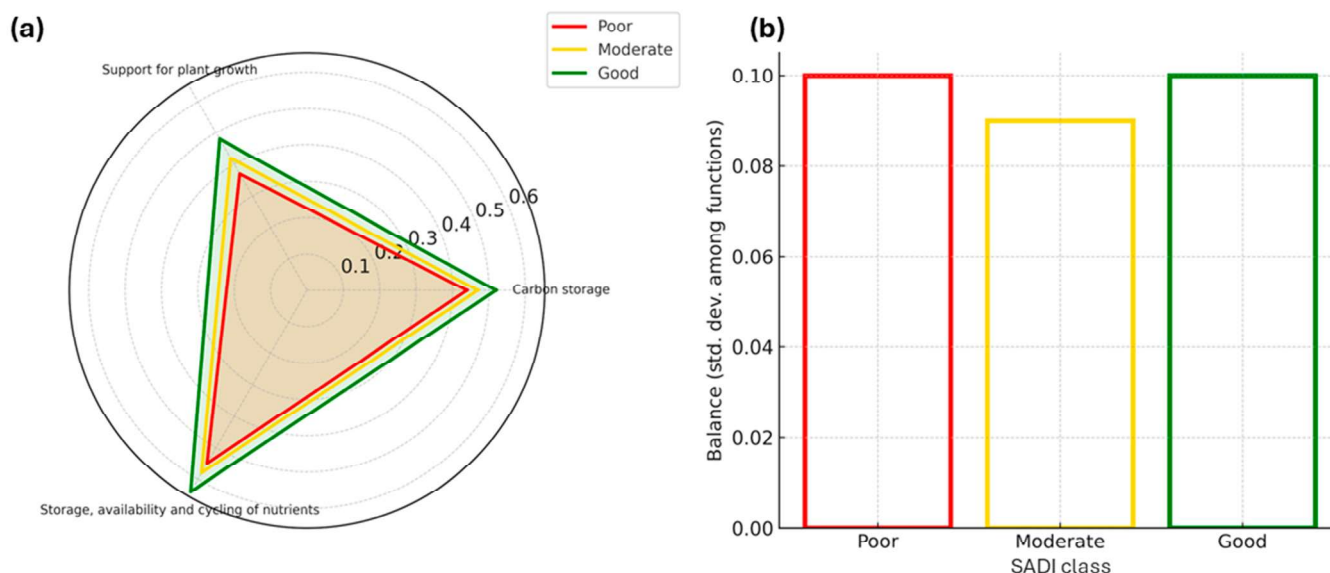 (a)
Poor
Moderate
Good
Support for plant growth
0.6
0.5
0.4
0.3
0.2
0.1
Carbon storage
Storage, availability and cycling of nutrients
(b)
Balance (std. dev. among functions)
0.10
0.08
0.06
0.04
0.02
0.00
Poor Moderate Good
SADI class